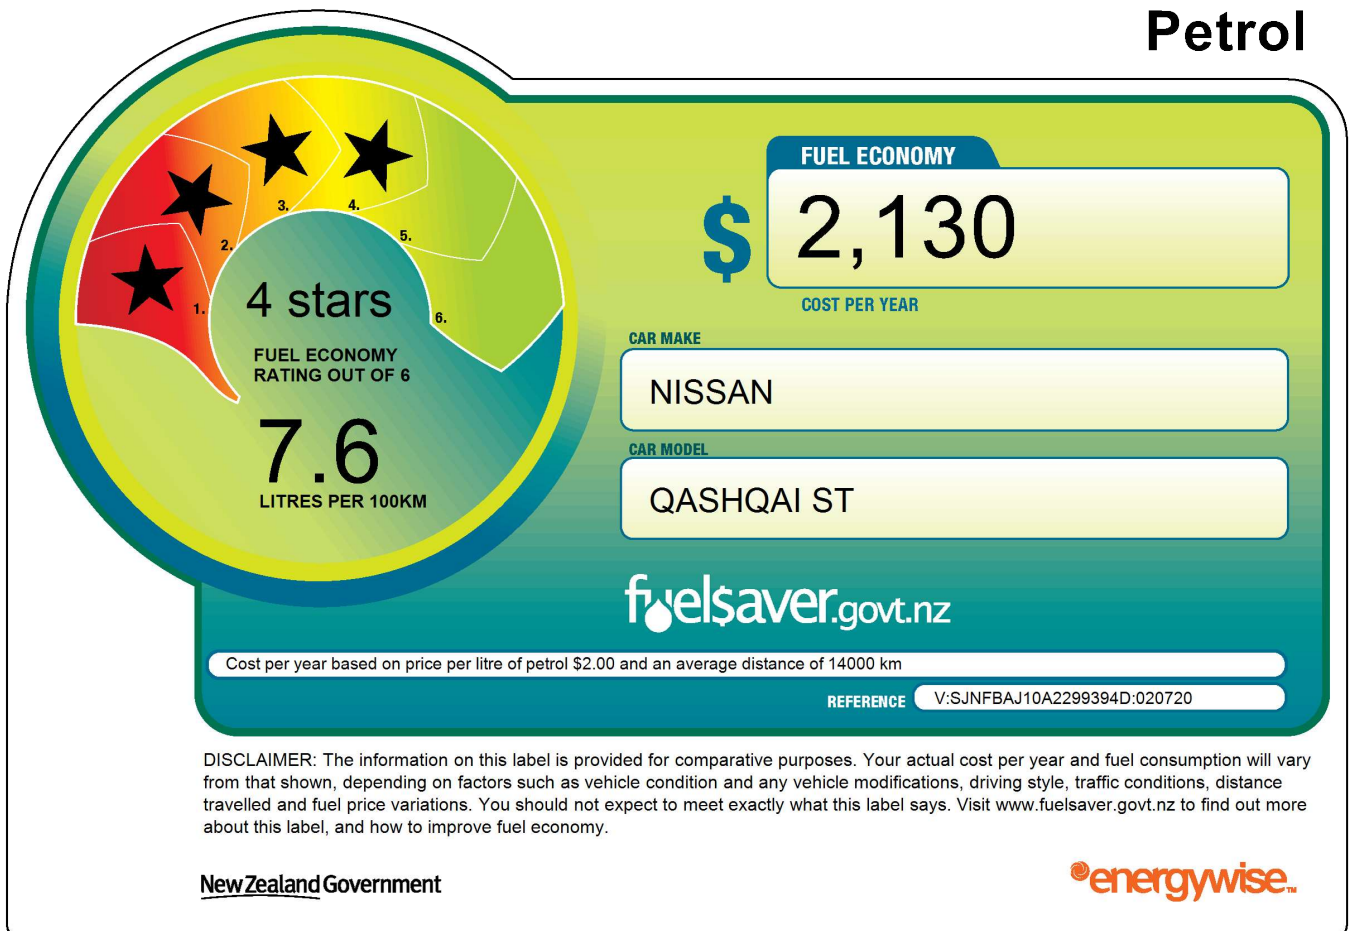 Petrol
FUEL ECONOMY
$ 2,130
COST PER YEAR
1.
2.
3.
4.
5.
6.
4 stars
FUEL ECONOMY
RATING OUT OF 6
7.6
LITRES PER 100KM
CAR MAKE
NISSAN
CAR MODEL
QASHQAI ST
fuelsaver.govt.nz
Cost per year based on price per litre of petrol $2.00 and an average distance of 14000 km
REFERENCE V:SJNFBAJ10A2299394D:020720
DISCLAIMER: The information on this label is provided for comparative purposes. Your actual cost per year and fuel consumption will vary
from that shown, depending on factors such as vehicle condition and any vehicle modifications, driving style, traffic conditions, distance
travelled and fuel price variations. You should not expect to meet exactly what this label says. Visit www.fuelsaver.govt.nz to find out more
about this label, and how to improve fuel economy.
New Zealand Government
energywise™